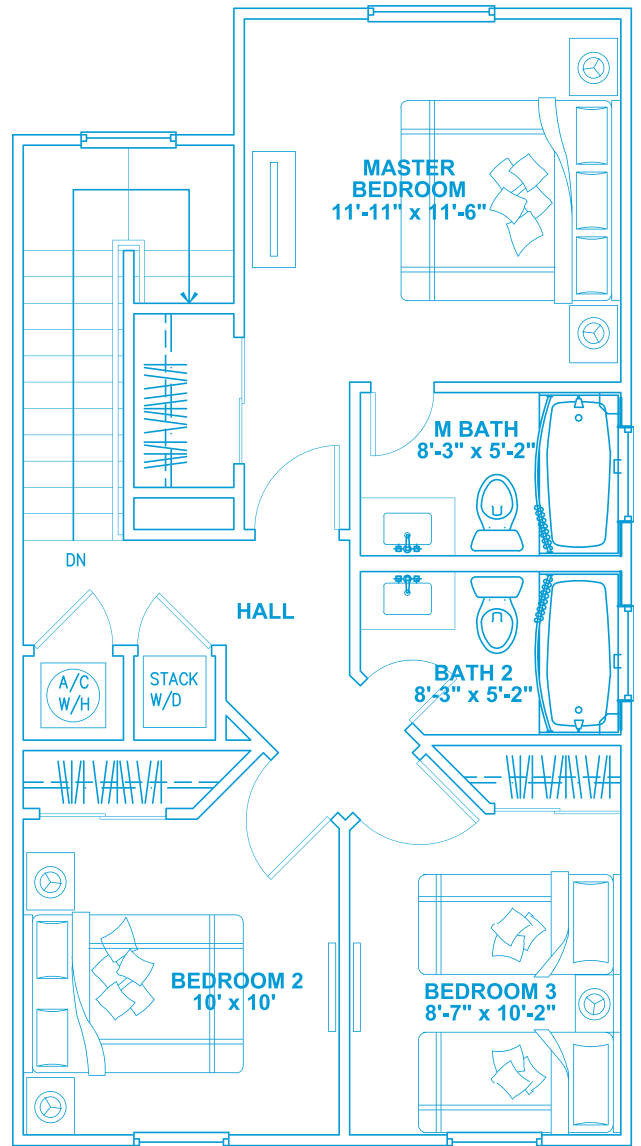 MASTER
BEDROOM
11'-11" x 11'-6"
M BATH
8'-3" x 5'-2"
DN
HALL
A/C
W/H
STACK
W/D
BATH 2
8'-3" x 5'-2"
BEDROOM 2
10' x 10'
BEDROOM 3
8'-7" x 10'-2"